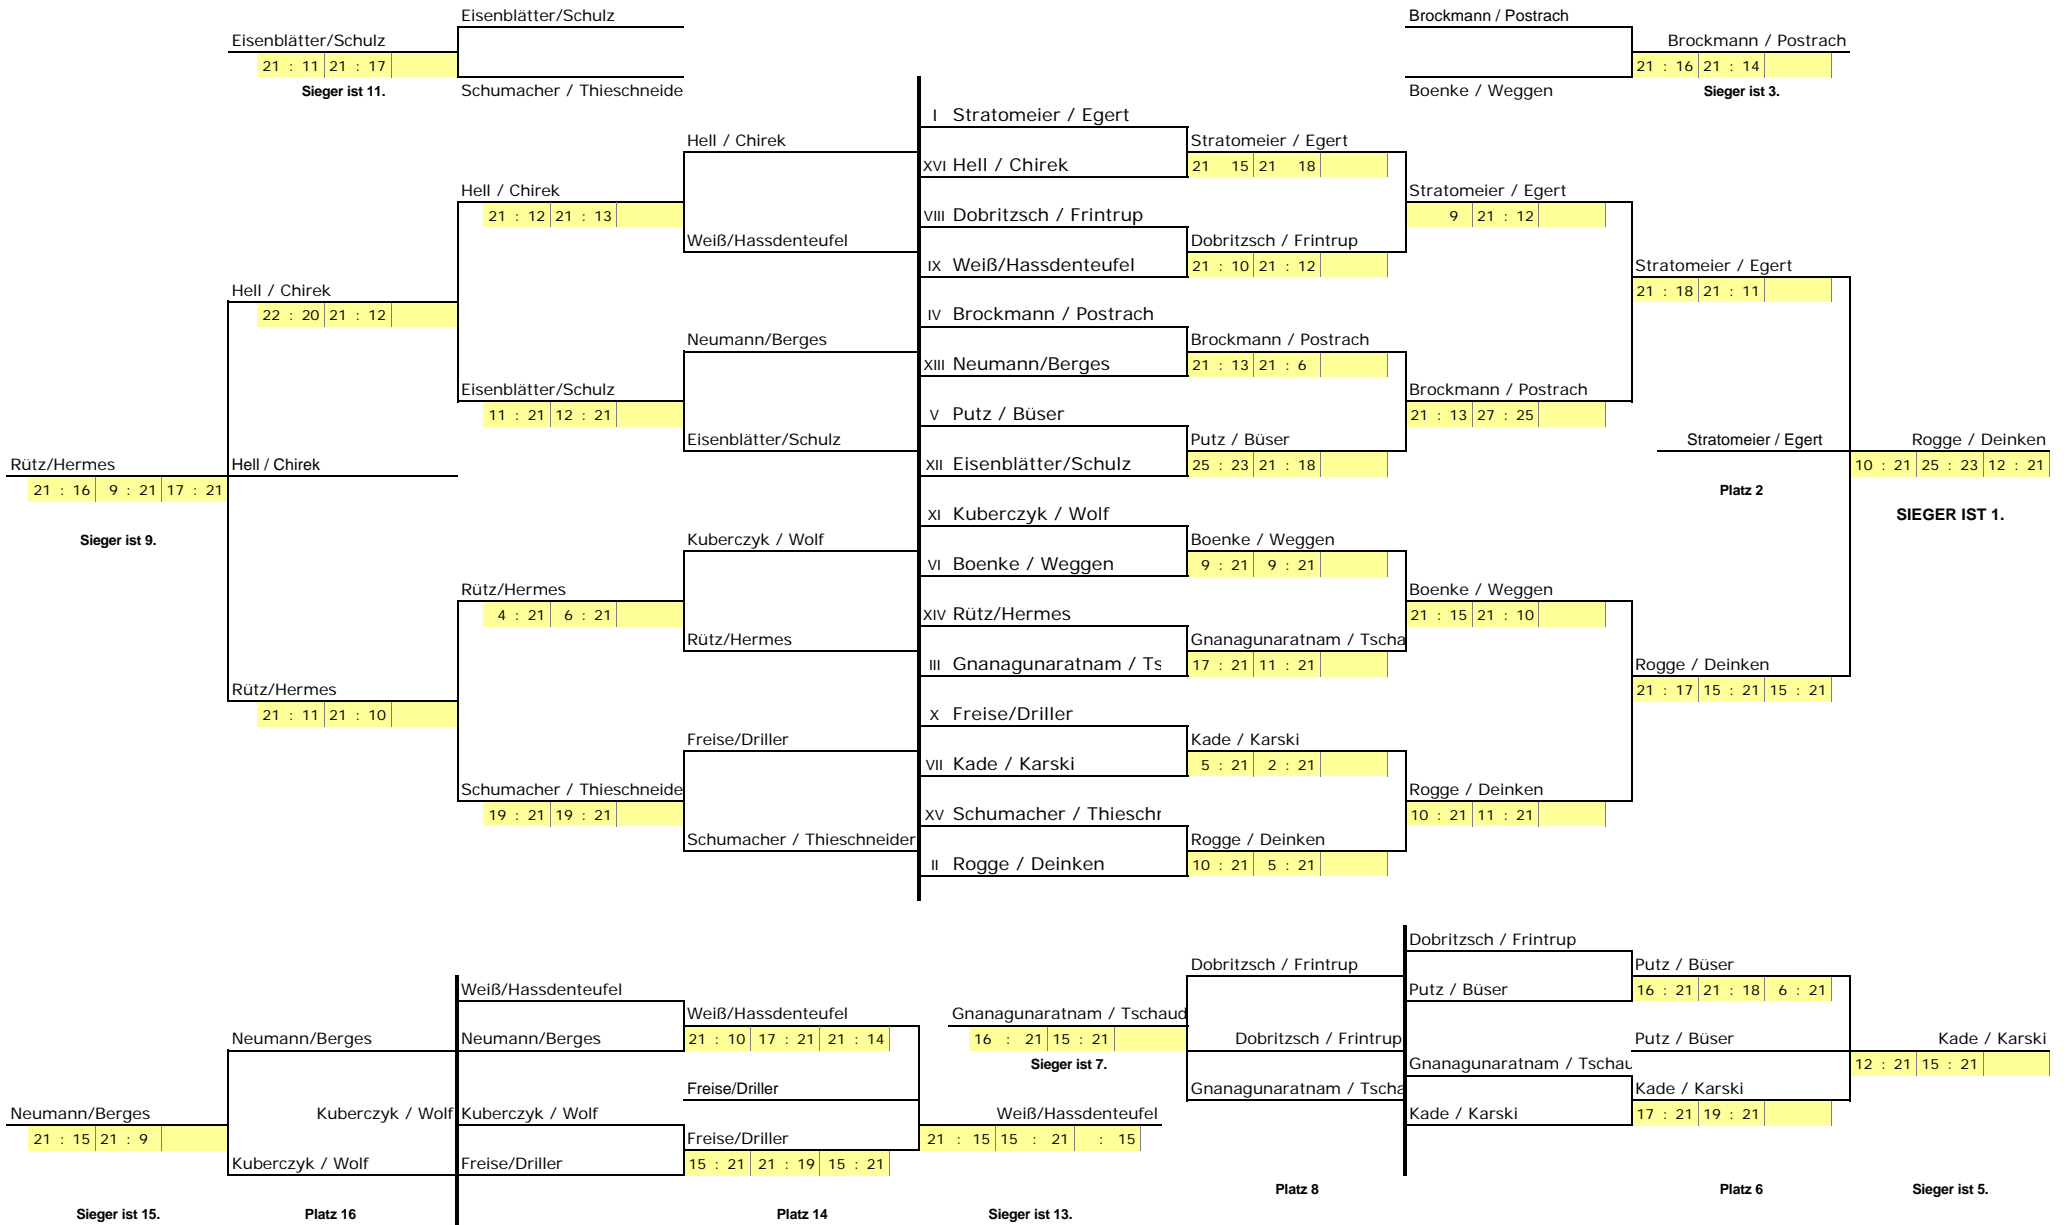 Eisenblätter/Schulz
Brockmann / Postrach
Eisenblätter/Schulz
Brockmann / Postrach
21 : 11 21 : 17
21 : 16 21 : 14
Sieger ist 11.
Schumacher / Thieschneide
Boenke / Weggen
Sieger ist 3.
I Stratomeier / Egert
Hell / Chirek
Stratomeier / Egert
XVI Hell / Chirek
21 15 21 18
Hell / Chirek
Stratomeier / Egert
21 : 12 21 : 13
VIII Dobritzsch / Frintrup
9 21 : 12
Weiß/Hassdenteufel
Dobritzsch / Frintrup
IX Weiß/Hassdenteufel
21 : 10 21 : 12
Stratomeier / Egert
Hell / Chirek
21 : 18 21 : 11
22 : 20 21 : 12
IV Brockmann / Postrach
Neumann/Berges
Brockmann / Postrach
XIII Neumann/Berges
21 : 13 21 : 6
Eisenblätter/Schulz
Brockmann / Postrach
11 : 21 12 : 21
V Putz / Büser
21 : 13 27 : 25
Eisenblätter/Schulz
Putz / Büser
Stratomeier / Egert
Rogge / Deinken
Rütz/Hermes
Hell / Chirek
XII Eisenblätter/Schulz
25 : 23 21 : 18
10 : 21 25 : 23 12 : 21
21 : 16 9 : 21 17 : 21
Platz 2
XI Kuberczyk / Wolf
SIEGER IST 1.
Sieger ist 9.
Kuberczyk / Wolf
Boenke / Weggen
VI Boenke / Weggen
9 : 21 9 : 21
Rütz/Hermes
Boenke / Weggen
4 : 21 6 : 21
XIV Rütz/Hermes
21 : 15 21 : 10
Rütz/Hermes
Gnanagunaratnam / Tscha
III Gnanagunaratnam / Ts
17 : 21 11 : 21
Rogge / Deinken
Rütz/Hermes
21 : 17 15 : 21 15 : 21
21 : 11 21 : 10
X Freise/Driller
Freise/Driller
Kade / Karski
VII Kade / Karski
5 : 21 2 : 21
Schumacher / Thieschneide
Rogge / Deinken
19 : 21 19 : 21
XV Schumacher / Thieschr
10 : 21 11 : 21
Schumacher / Thieschneider
Rogge / Deinken
II Rogge / Deinken
10 : 21 5 : 21
Dobritzsch / Frintrup
Dobritzsch / Frintrup
Putz / Büser
Weiß/Hassdenteufel
Putz / Büser
16 : 21 21 : 18 6 : 21
Weiß/Hassdenteufel
Gnanagunaratnam / Tschaud
Neumann/Berges
Neumann/Berges
21 : 10 17 : 21 21 : 14
16 : 21 15 : 21
Dobritzsch / Frintrup
Putz / Büser
Kade / Karski
Sieger ist 7.
Gnanagunaratnam / Tschau
12 : 21 15 : 21
Freise/Driller
Gnanagunaratnam / Tscha
Kade / Karski
Neumann/Berges
Kuberczyk / Wolf
Kuberczyk / Wolf
Weiß/Hassdenteufel
Kade / Karski
17 : 21 19 : 21
21 : 15 21 : 9
Freise/Driller
21 : 15 15 : 21 : 15
Kuberczyk / Wolf
Freise/Driller
15 : 21 21 : 19 15 : 21
Platz 8
Platz 6
Sieger ist 5.
Sieger ist 15.
Platz 16
Platz 14
Sieger ist 13.